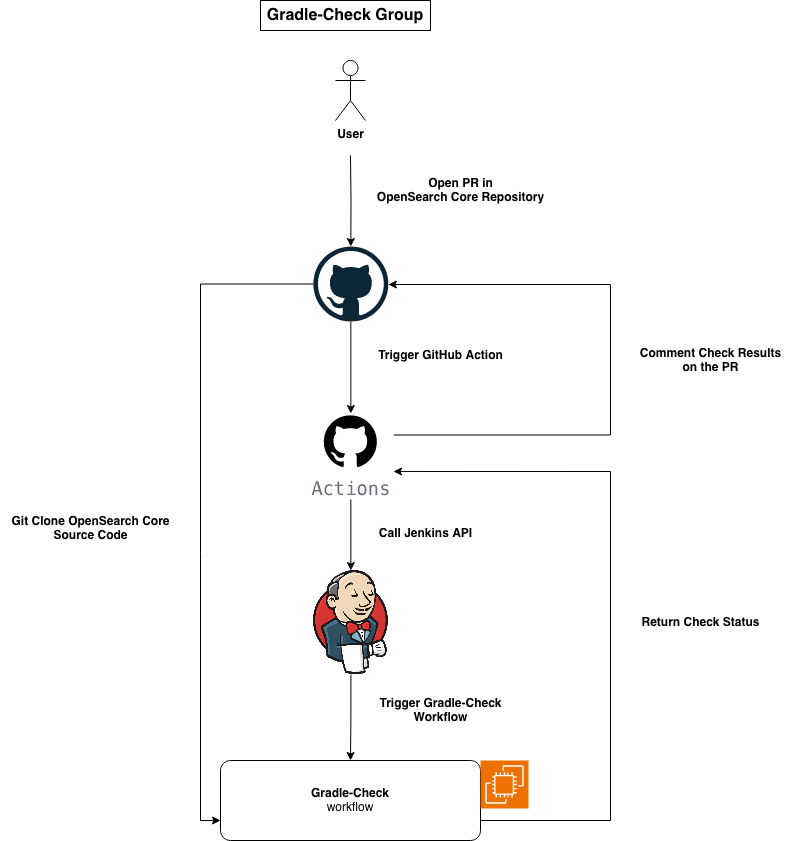 Gradle-Check Group
User
Open PR in
OpenSearch Core Repository
Trigger GitHub Action
Comment Check Results
on the PR
Actions
Git Clone OpenSearch Core
Source Code
Call Jenkins API
Return Check Status
Trigger Gradle-Check
Workflow
Gradle-Check
workflow